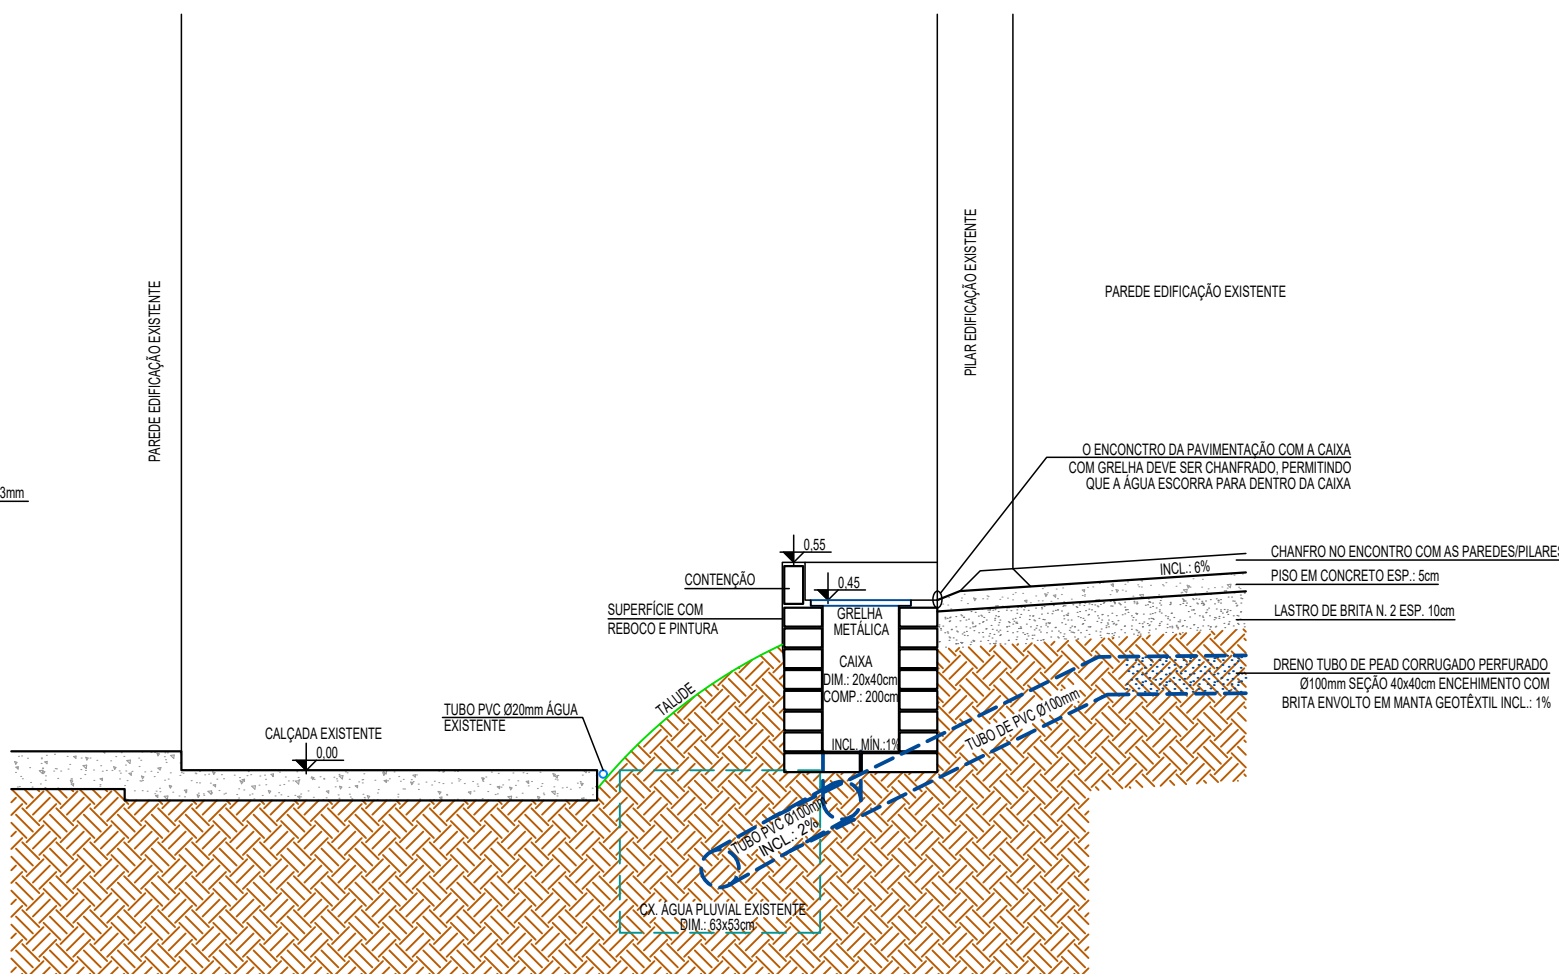 PAREDE EDIFICAÇÃO EXISTENTE
PILAR EDIFICAÇÃO EXISTENTE
PAREDE EDIFICAÇÃO EXISTENTE
3mm
O ENCONCTRO DA PAVIMENTAÇÃO COM A CAIXA
COM GRELHA DEVE SER CHANFRADO, PERMITINDO
QUE A ÁGUA ESCORRA PARA DENTRO DA CAIXA
0,55
CHANFRO NO ENCONTRO COM AS PAREDES/PILARES
INCL.: 6%
PISO EM CONCRETO ESP.: 5cm
CONTENÇÃO
0,45
LASTRO DE BRITA N. 2 ESP. 10cm
SUPERFÍCIE COM
REBOCO E PINTURA
GRELHA
METÁLICA
CAIXA
DIM.: 20x40cm
COMP.: 200cm
DRENO TUBO DE PEAD CORRUGADO PERFURADO
Ø100mm SEÇÃO 40x40cm ENCEHIMENTO COM
BRITA ENVOLTO EM MANTA GEOTÊXTIL INCL.: 1%
TALUDE
TUBO PVC Ø20mm ÁGUA
EXISTENTE
TUBO DE PVC Ø100mm
CALÇADA EXISTENTE
0,00
INCL. MÍN.:1%
TUBO PVC Ø100mm
INCL.: 2%
CX. ÁGUA PLUVIAL EXISTENTE
DIM.: 63x53cm